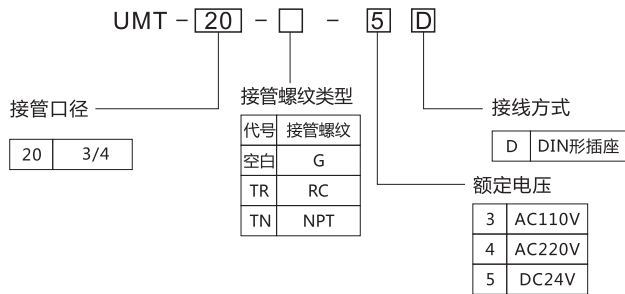 UMT - 20 - □ - 5 D
接管口径
20 3/4
接管螺纹类型
代号 接管螺纹
空白 G
TR RC
TN NPT
接线方式
D DIN形插座
额定电压
3 AC110V
4 AC220V
5 DC24V